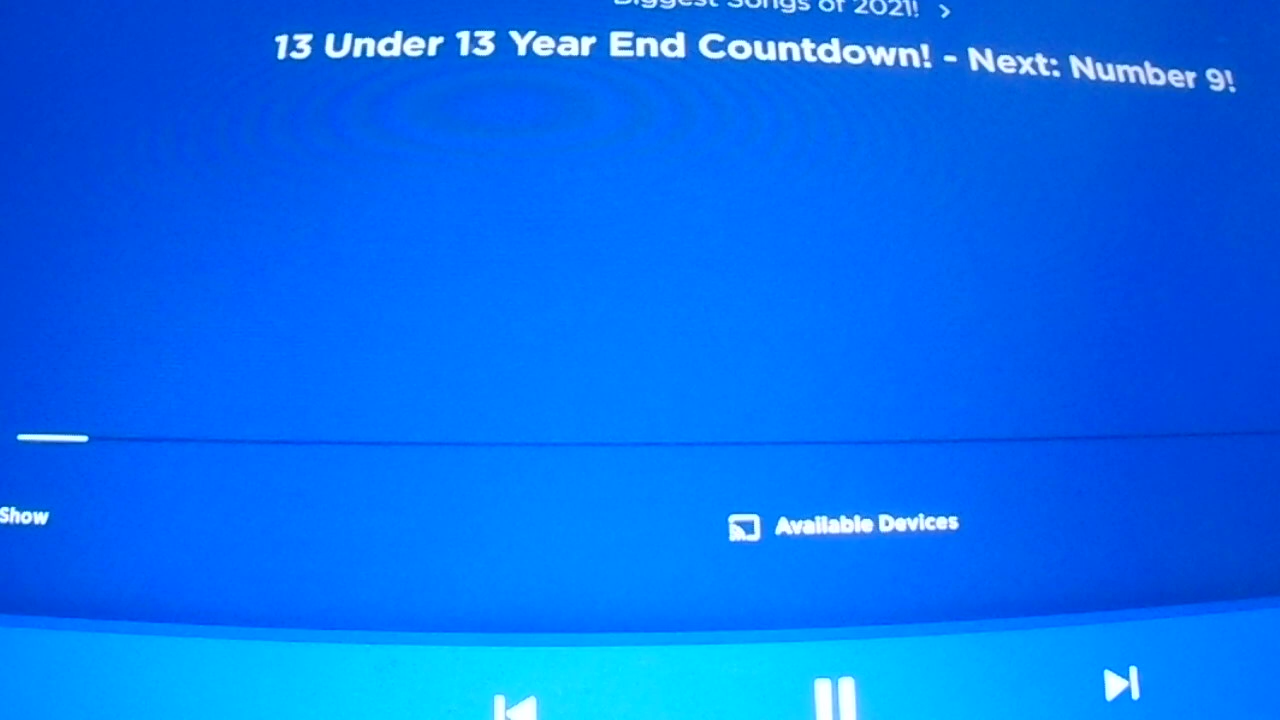 Biggest Songs of 2021!
13 Under 13 Year End Countdown! - Next: Number 9!
Show
Available Devices